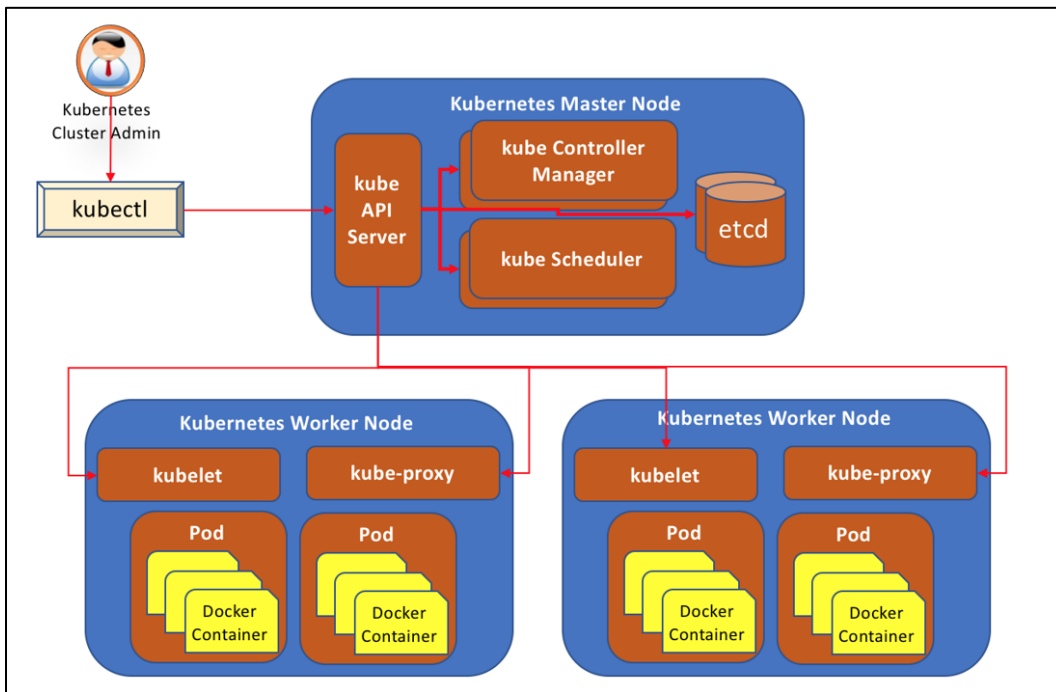 Kubernetes
Cluster Admin
kubectl
Kubernetes Master Node
kube
API
Server
kube Controller
Manager
kube Scheduler
etcd
Kubernetes Worker Node
kubelet
kube-proxy
Pod
Docker
Container
Pod
Docker
Container
Kubernetes Worker Node
kubelet
kube-proxy
Pod
Docker
Container
Pod
Docker
Container